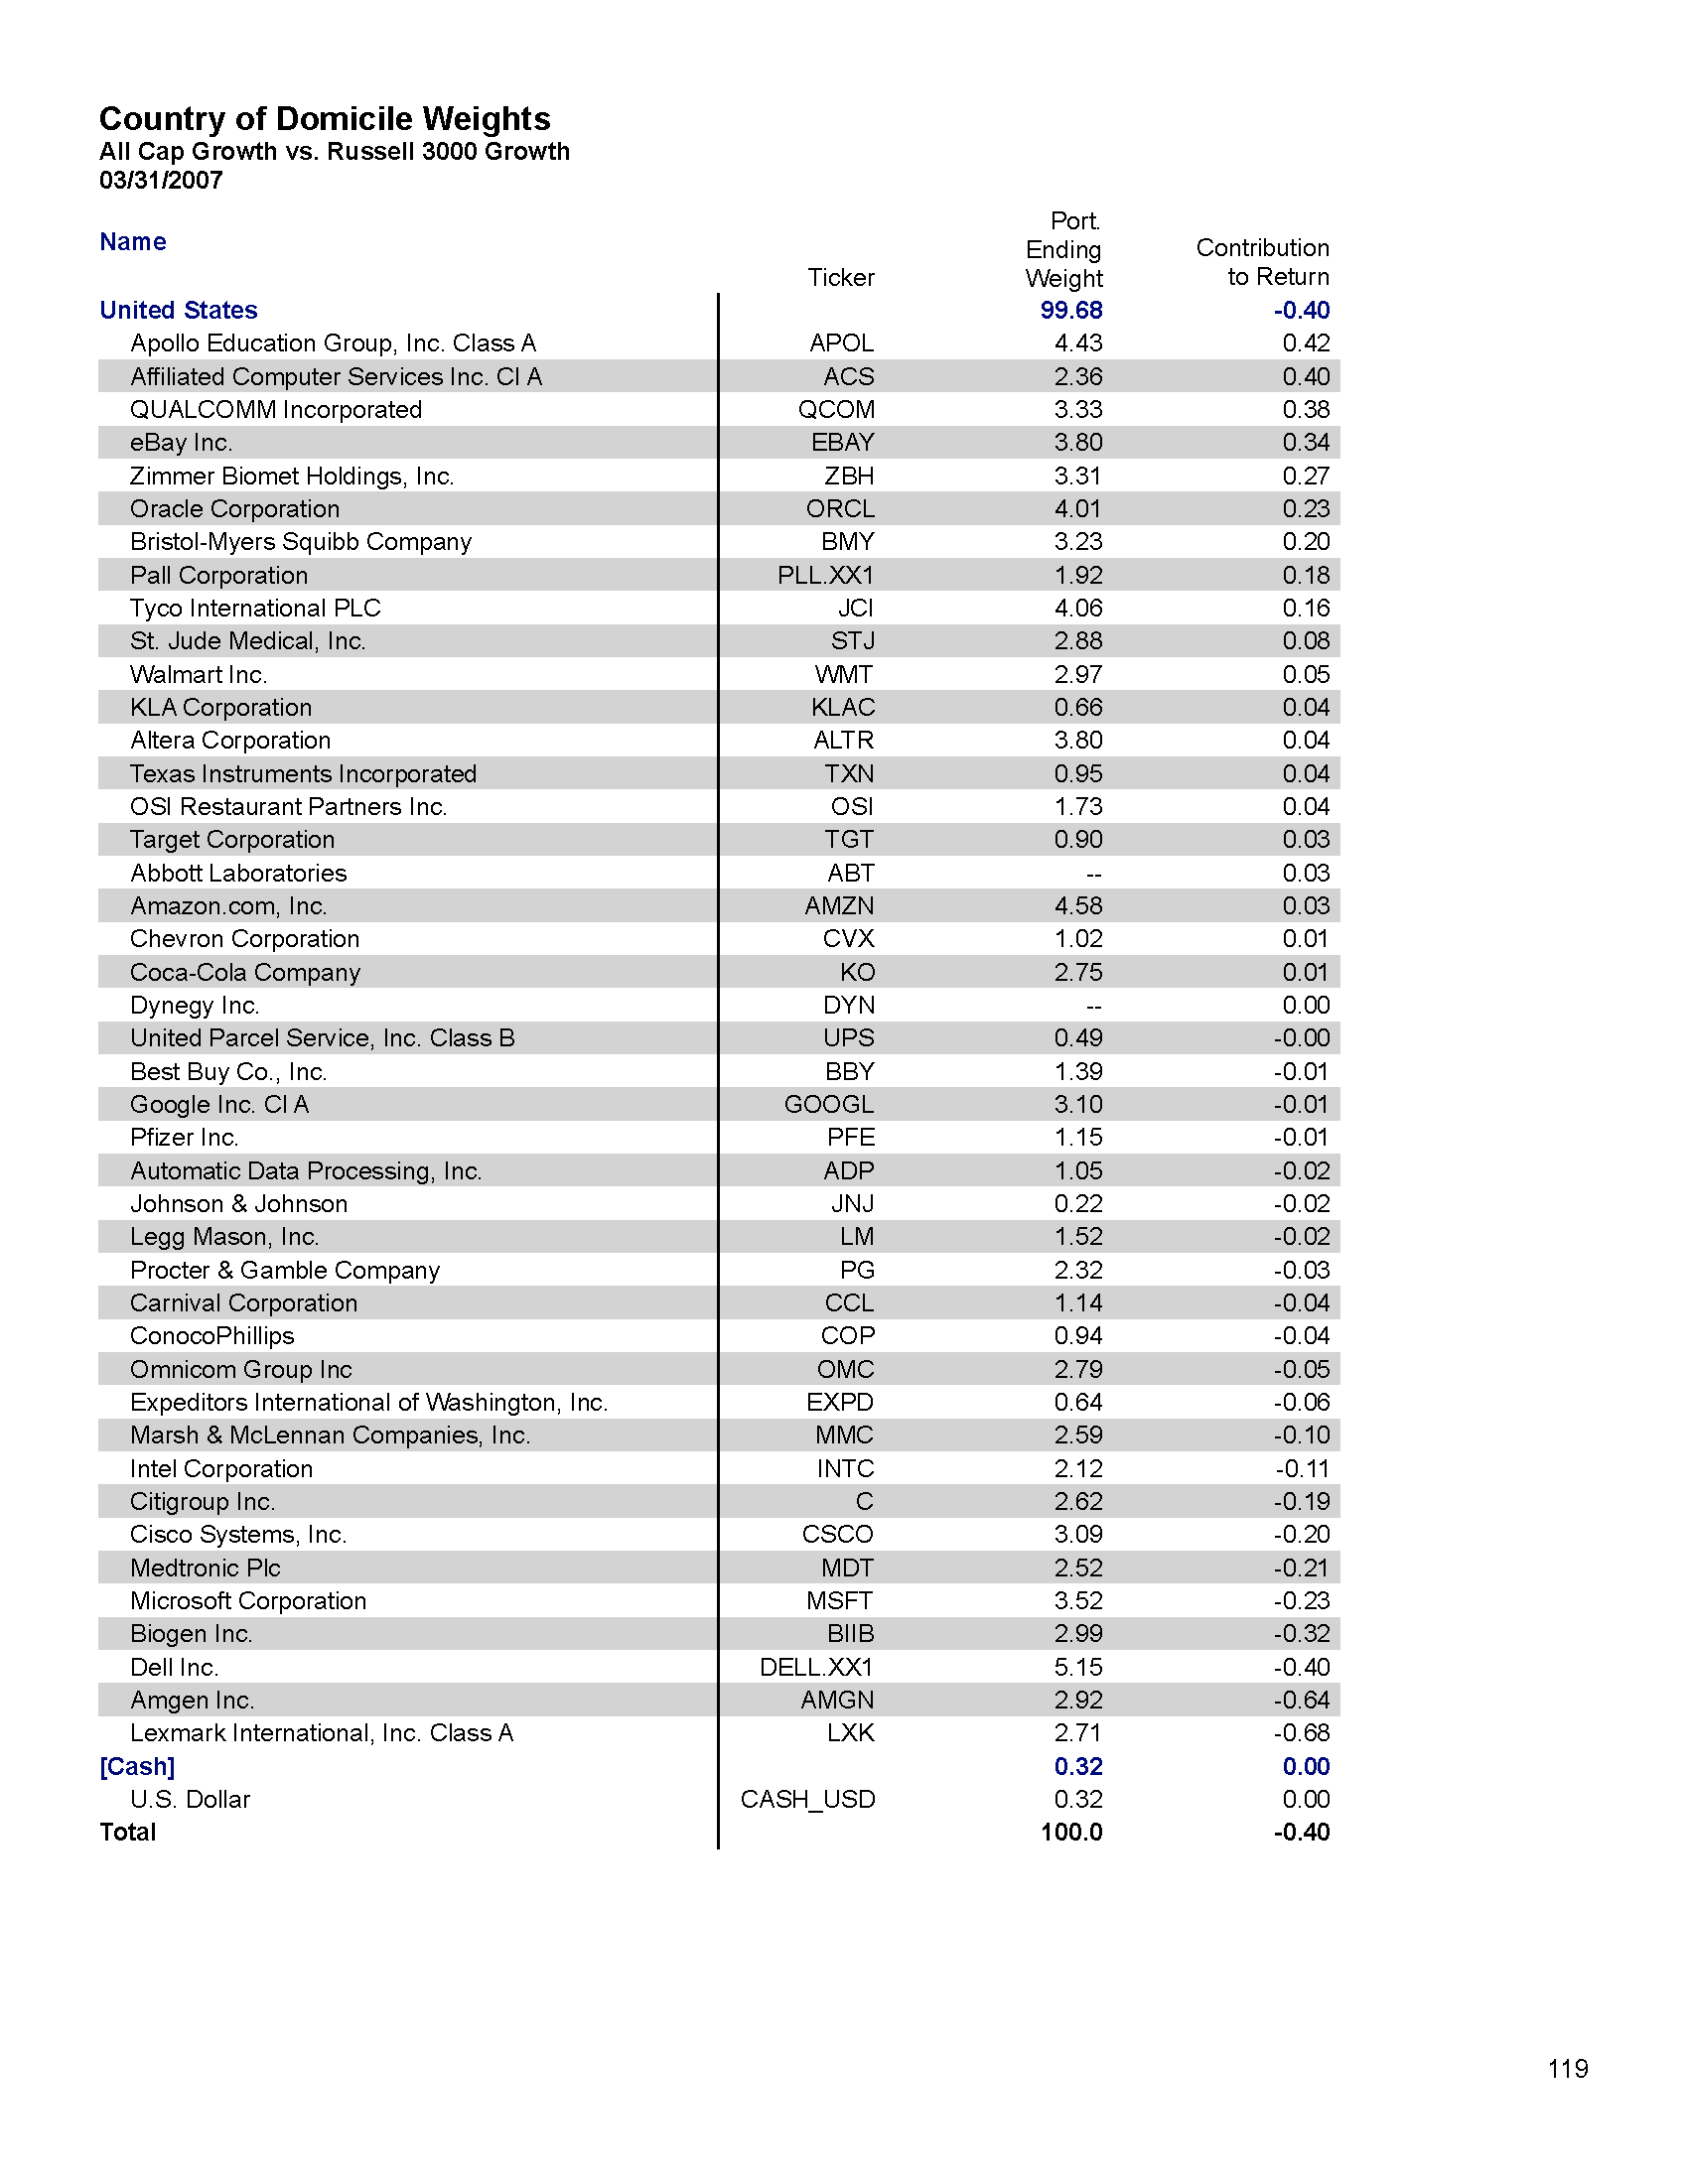 Country of Domicile Weights
All Cap Growth vs. Russell 3000 Growth
03/31/2007
Name Ticker Port. Ending Weight Contribution to Return
United States 99.68 -0.40
Apollo Education Group, Inc. Class A APOL 4.43 0.42
Affiliated Computer Services Inc. Cl A ACS 2.36 0.40
QUALCOMM Incorporated QCOM 3.33 0.38
eBay Inc. EBAY 3.80 0.34
Zimmer Biomet Holdings, Inc. ZBH 3.31 0.27
Oracle Corporation ORCL 4.01 0.23
Bristol-Myers Squibb Company BMY 3.23 0.20
Pall Corporation PLL.XX1 1.92 0.18
Tyco International PLC JCI 4.06 0.16
St. Jude Medical, Inc. STJ 2.88 0.08
Walmart Inc. WMT 2.97 0.05
KLA Corporation KLAC 0.66 0.04
Altera Corporation ALTR 3.80 0.04
Texas Instruments Incorporated TXN 0.95 0.04
OSI Restaurant Partners Inc. OSI 1.73 0.04
Target Corporation TGT 0.90 0.03
Abbott Laboratories ABT -- 0.03
Amazon.com, Inc. AMZN 4.58 0.03
Chevron Corporation CVX 1.02 0.01
Coca-Cola Company KO 2.75 0.01
Dynegy Inc. DYN -- 0.00
United Parcel Service, Inc. Class B UPS 0.49 -0.00
Best Buy Co., Inc. BBY 1.39 -0.01
Google Inc. Cl A GOOGL 3.10 -0.01
Pfizer Inc. PFE 1.15 -0.01
Automatic Data Processing, Inc. ADP 1.05 -0.02
Johnson & Johnson JNJ 0.22 -0.02
Legg Mason, Inc. LM 1.52 -0.02
Procter & Gamble Company PG 2.32 -0.03
Carnival Corporation CCL 1.14 -0.04
ConocoPhillips COP 0.94 -0.04
Omnicom Group Inc OMC 2.79 -0.05
Expeditors International of Washington, Inc. EXPD 0.64 -0.06
Marsh & McLennan Companies, Inc. MMC 2.59 -0.10
Intel Corporation INTC 2.12 -0.11
Citigroup Inc. C 2.62 -0.19
Cisco Systems, Inc. CSCO 3.09 -0.20
Medtronic Plc MDT 2.52 -0.21
Microsoft Corporation MSFT 3.52 -0.23
Biogen Inc. BIIB 2.99 -0.32
Dell Inc. DELL.XX1 5.15 -0.40
Amgen Inc. AMGN 2.92 -0.64
Lexmark International, Inc. Class A LXK 2.71 -0.68
[Cash] 0.32 0.00
U.S. Dollar CASH_USD 0.32 0.00
Total 100.0 -0.40
119